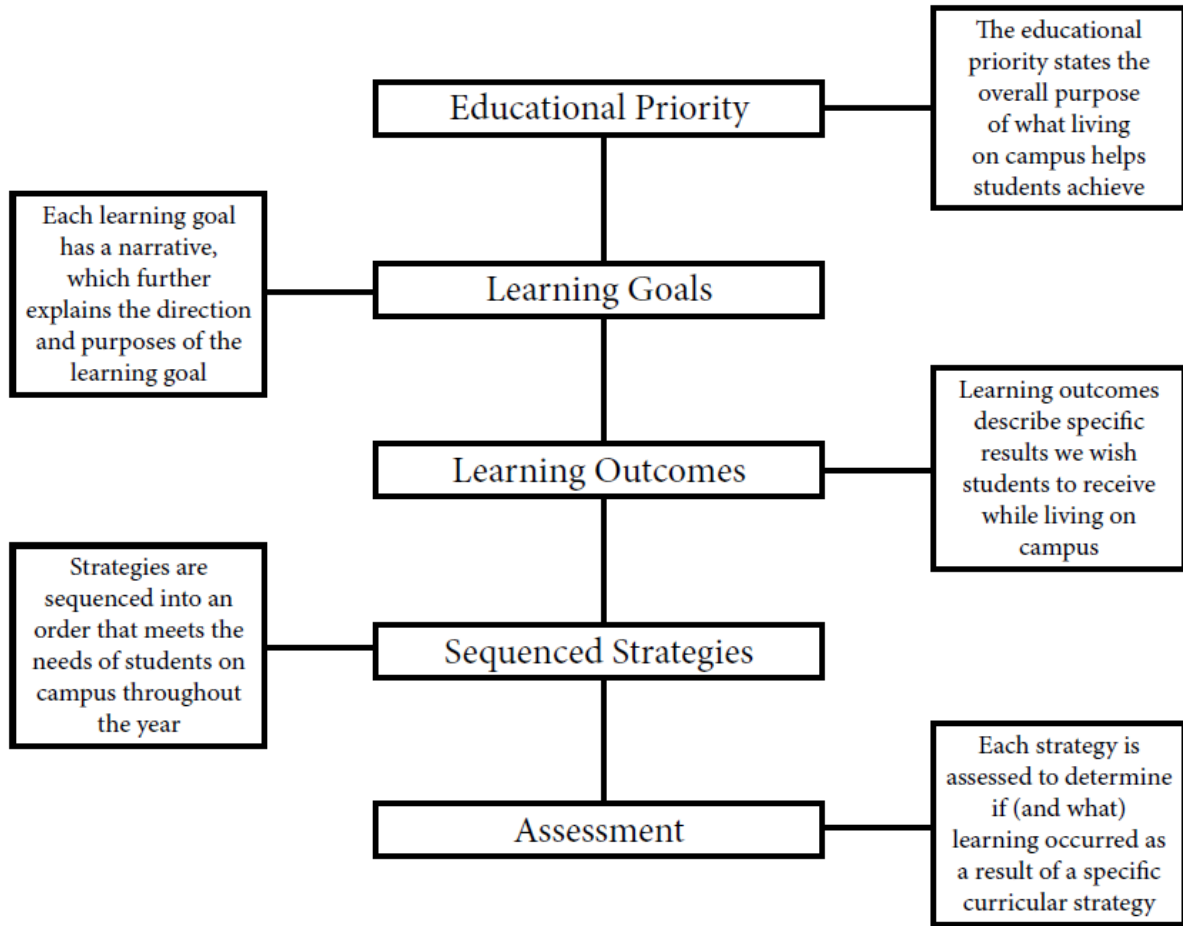 Educational Priority
The educational
priority states the
overall purpose
of what living
on campus helps
students achieve
Each learning goal
has a narrative,
which further
explains the direction
and purposes of the
learning goal
Learning Goals
Learning Outcomes
Learning outcomes
describe specific
results we wish
students to receive
while living on
campus
Strategies are
sequenced into an
order that meets the
needs of students on
campus throughout
the year
Sequenced Strategies
Assessment
Each strategy is
assessed to determine
if (and what)
learning occurred as
a result of a specific
curricular strategy